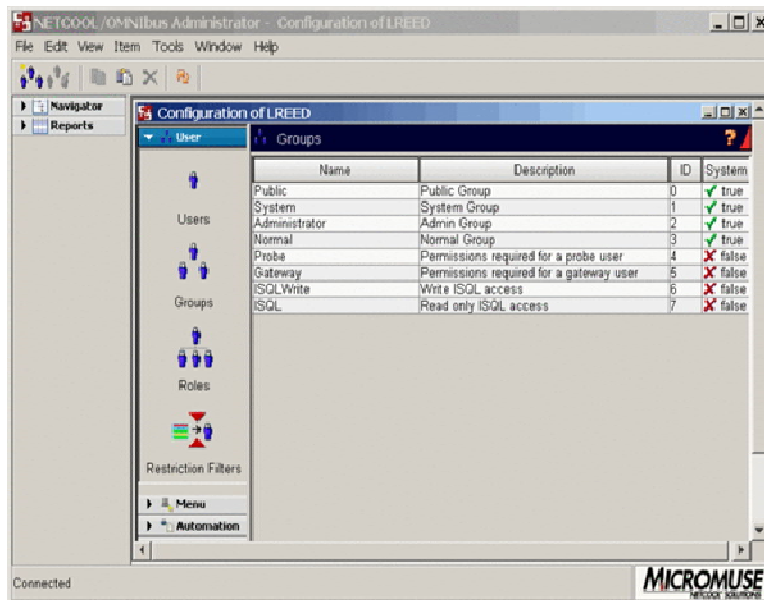 NETCOOL/OMNIbus Administrator - Configuration of LREED
File Edit View Item Tools Window Help
Navigator
Reports
Configuration of LREED
User
Groups
?
Name Description ID System
Public Public Group 0 true
System System Group 1 true
Administrator Admin Group 2 true
Normal Normal Group 3 true
Probe Permissions required for a probe user 4 false
Gateway Permissions required for a gateway user 5 false
ISQLWrite Write ISQL access 6 false
ISQL Read only ISQL access 7 false
Users
Groups
Roles
Restriction Filters
Menu
Automation
Connected
MICROMUSE
NETCOOL SOLUTIONS